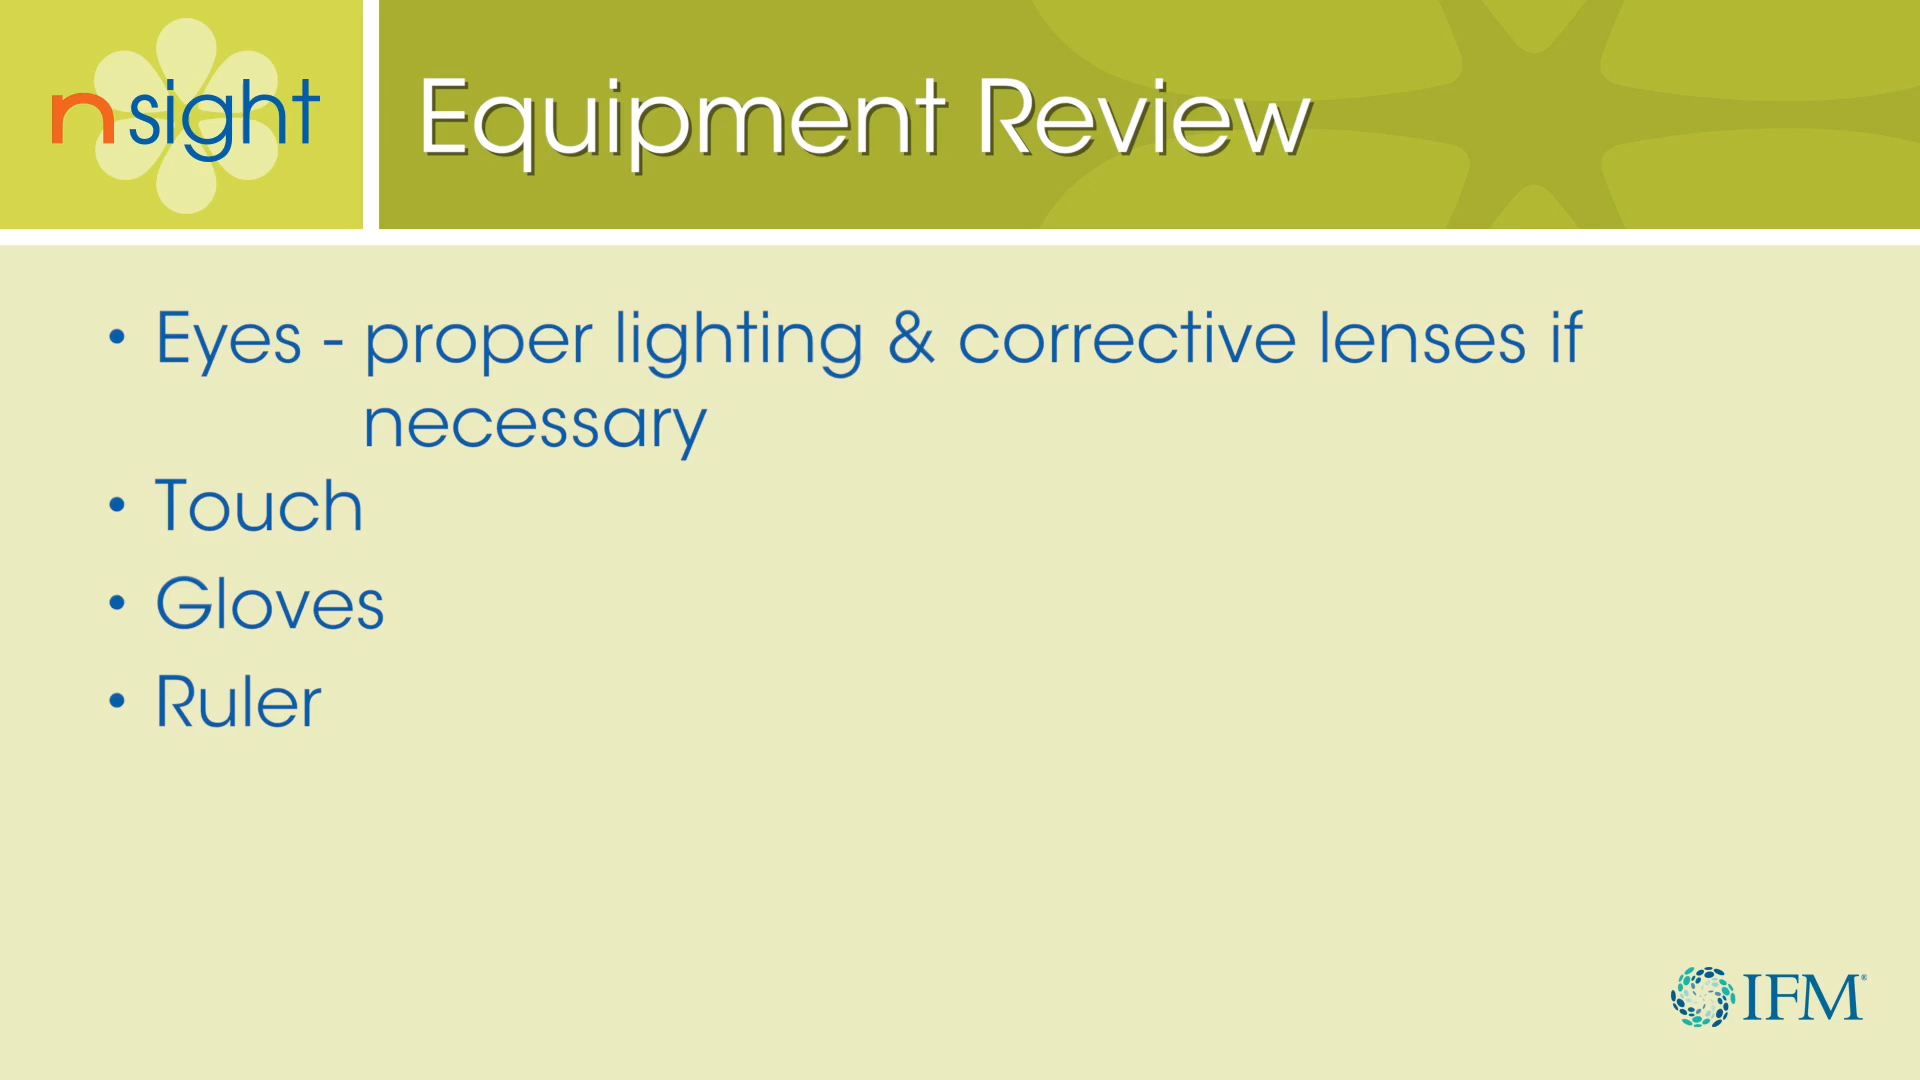 nsight
Equipment Review
• Eyes - proper lighting & corrective lenses if
necessary
• Touch
• Gloves
• Ruler
IFM®